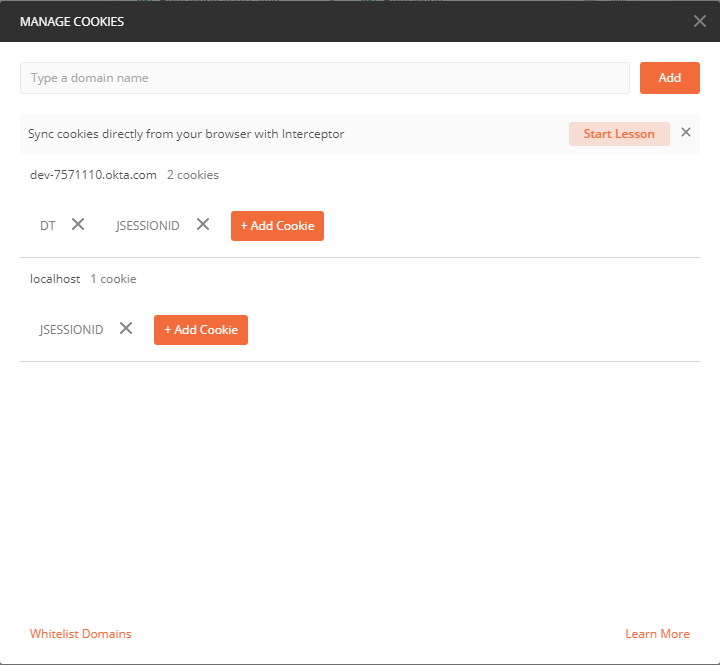 MANAGE COOKIES
Type a domain name
Add
Sync cookies directly from your browser with Interceptor
Start Lesson
dev-7571110.okta.com 2 cookies
DT
JSESSIONID
+ Add Cookie
localhost 1 cookie
JSESSIONID
+ Add Cookie
Whitelist Domains
Learn More